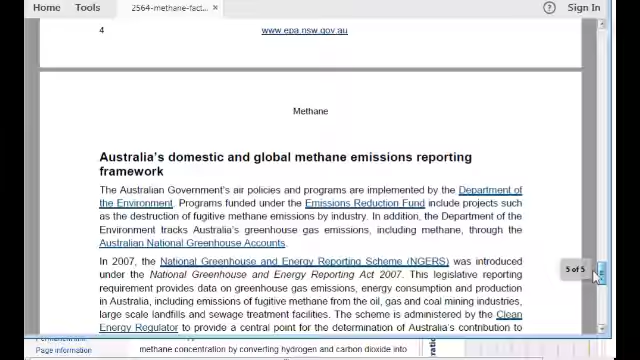 Home Tools 2564-methane-fact... × ? Sign In
4 www.epa.nsw.gov.au
Methane
Australia's domestic and global methane emissions reporting
framework
The Australian Government's air policies and programs are implemented by the Department of
the Environment. Programs funded under the Emissions Reduction Fund include projects such
as the destruction of fugitive methane emissions by industry. In addition, the Department of the
Environment tracks Australia's greenhouse gas emissions, including methane, through the
Australian National Greenhouse Accounts.
In 2007, the National Greenhouse and Energy Reporting Scheme (NGERS) was introduced
under the National Greenhouse and Energy Reporting Act 2007. This legislative reporting
requirement provides data on greenhouse gas emissions, energy consumption and production
in Australia, including emissions of fugitive methane from the oil, gas and coal mining industries,
5 of 5
large scale landfills and sewage treatment facilities. The scheme is administered by the Clean
Energy Regulator to provide a central point for the determination of Australia's contribution to
Page information
methane concentration by converting hydrogen and carbon dioxide into